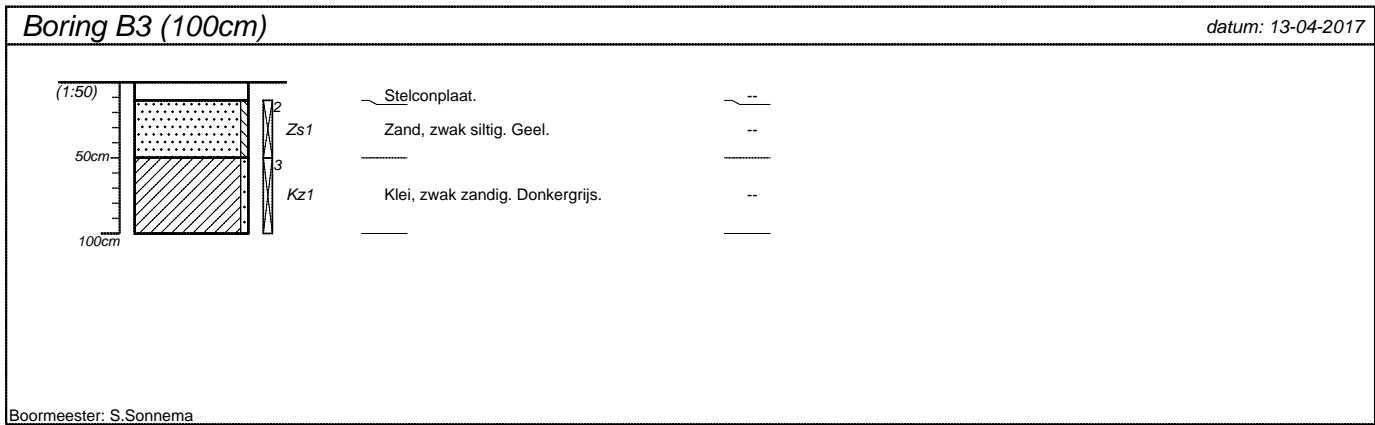 Boring B3 (100cm) datum: 13-04-2017
(1:50) Stelconplaat. --
2
Zs1 Zand, zwak siltig. Geel. --
50cm
3
Kz1 Klei, zwak zandig. Donkergrijs. --
100cm
Boormeester: S.Sonnema